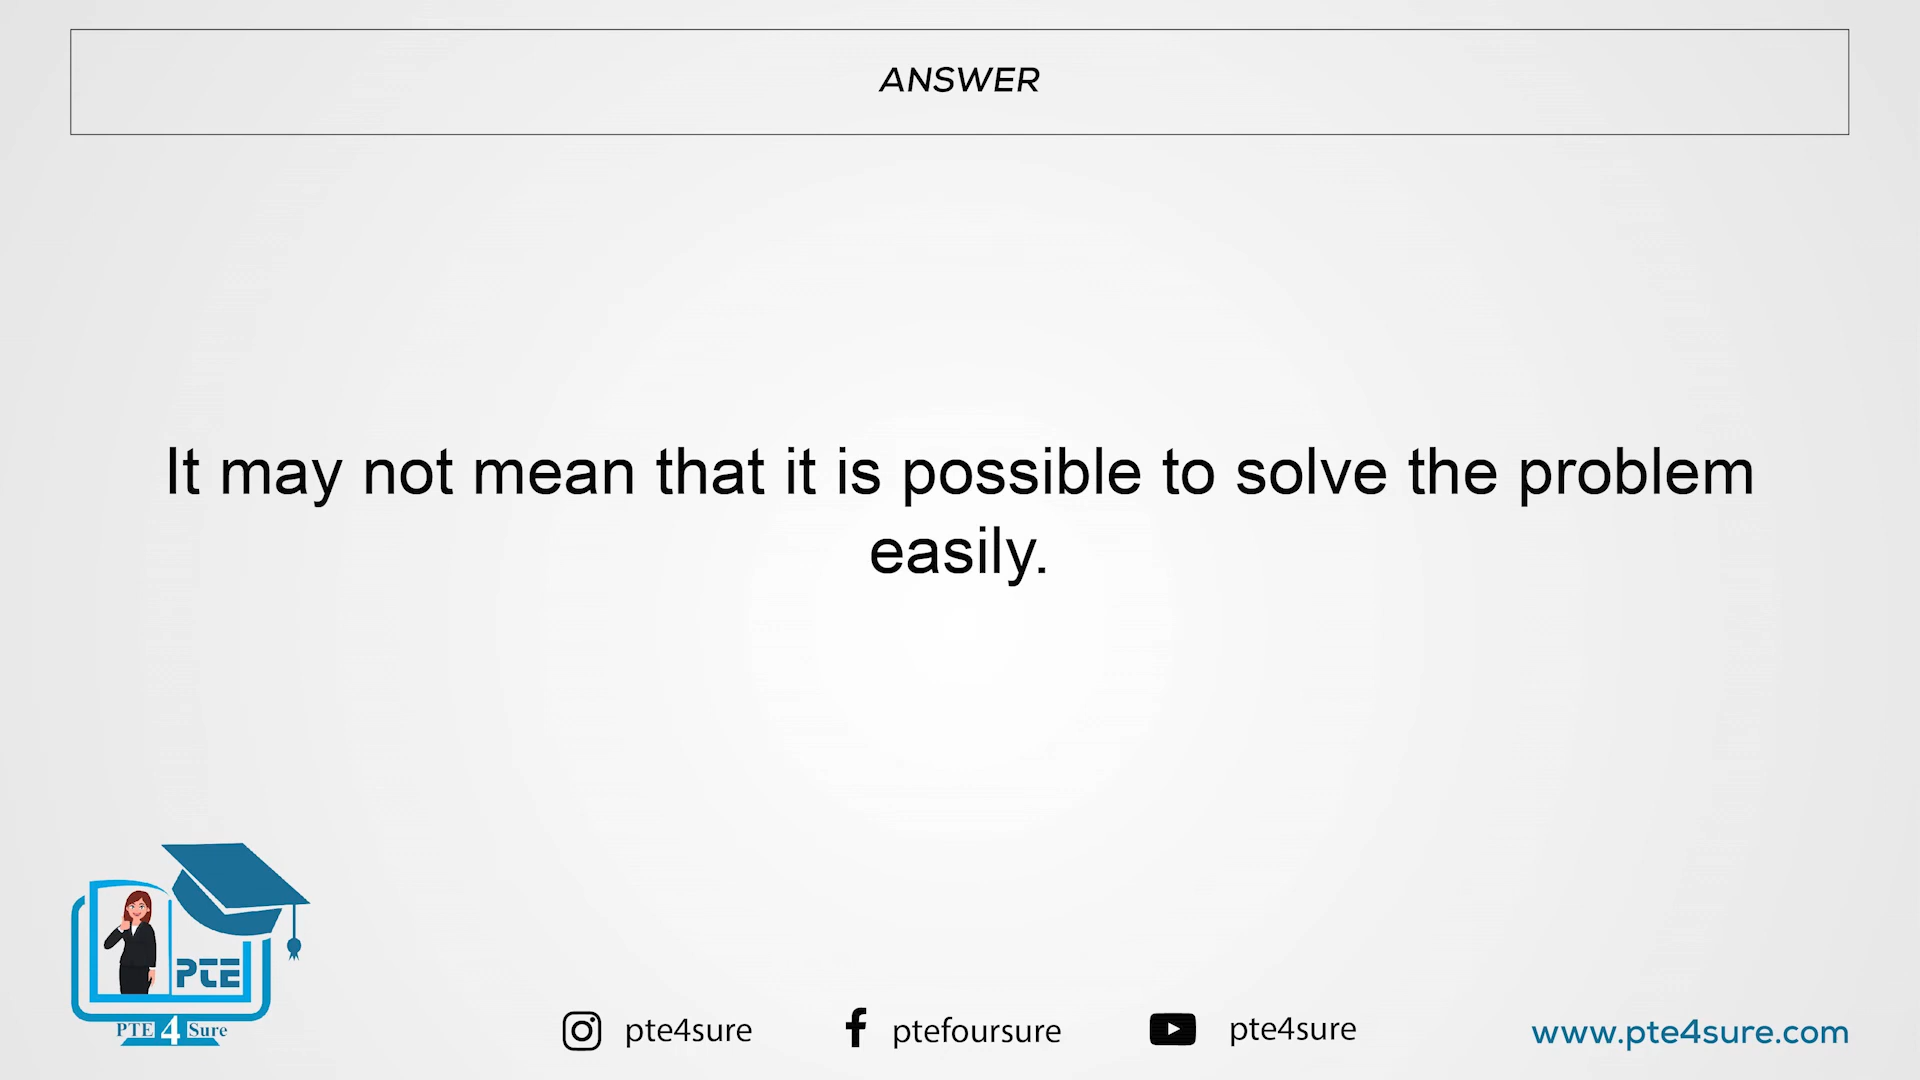 ANSWER
It may not mean that it is possible to solve the problem
easily.
PTE
PTE 4 Sure
pte4sure
ptefoursure
pte4sure
www.pte4sure.com